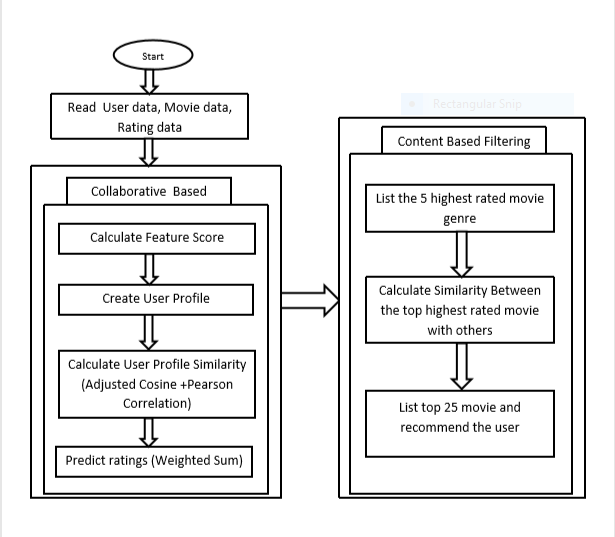 Start
Read User data, Movie data,
Rating data
Collaborative Based
Calculate Feature Score
Create User Profile
Calculate User Profile Similarity
(Adjusted Cosine +Pearson
Correlation)
Predict ratings (Weighted Sum)
Rectangular Snip
Content Based Filtering
List the 5 highest rated movie
genre
Calculate Similarity Between
the top highest rated movie
with others
List top 25 movie and
recommend the user